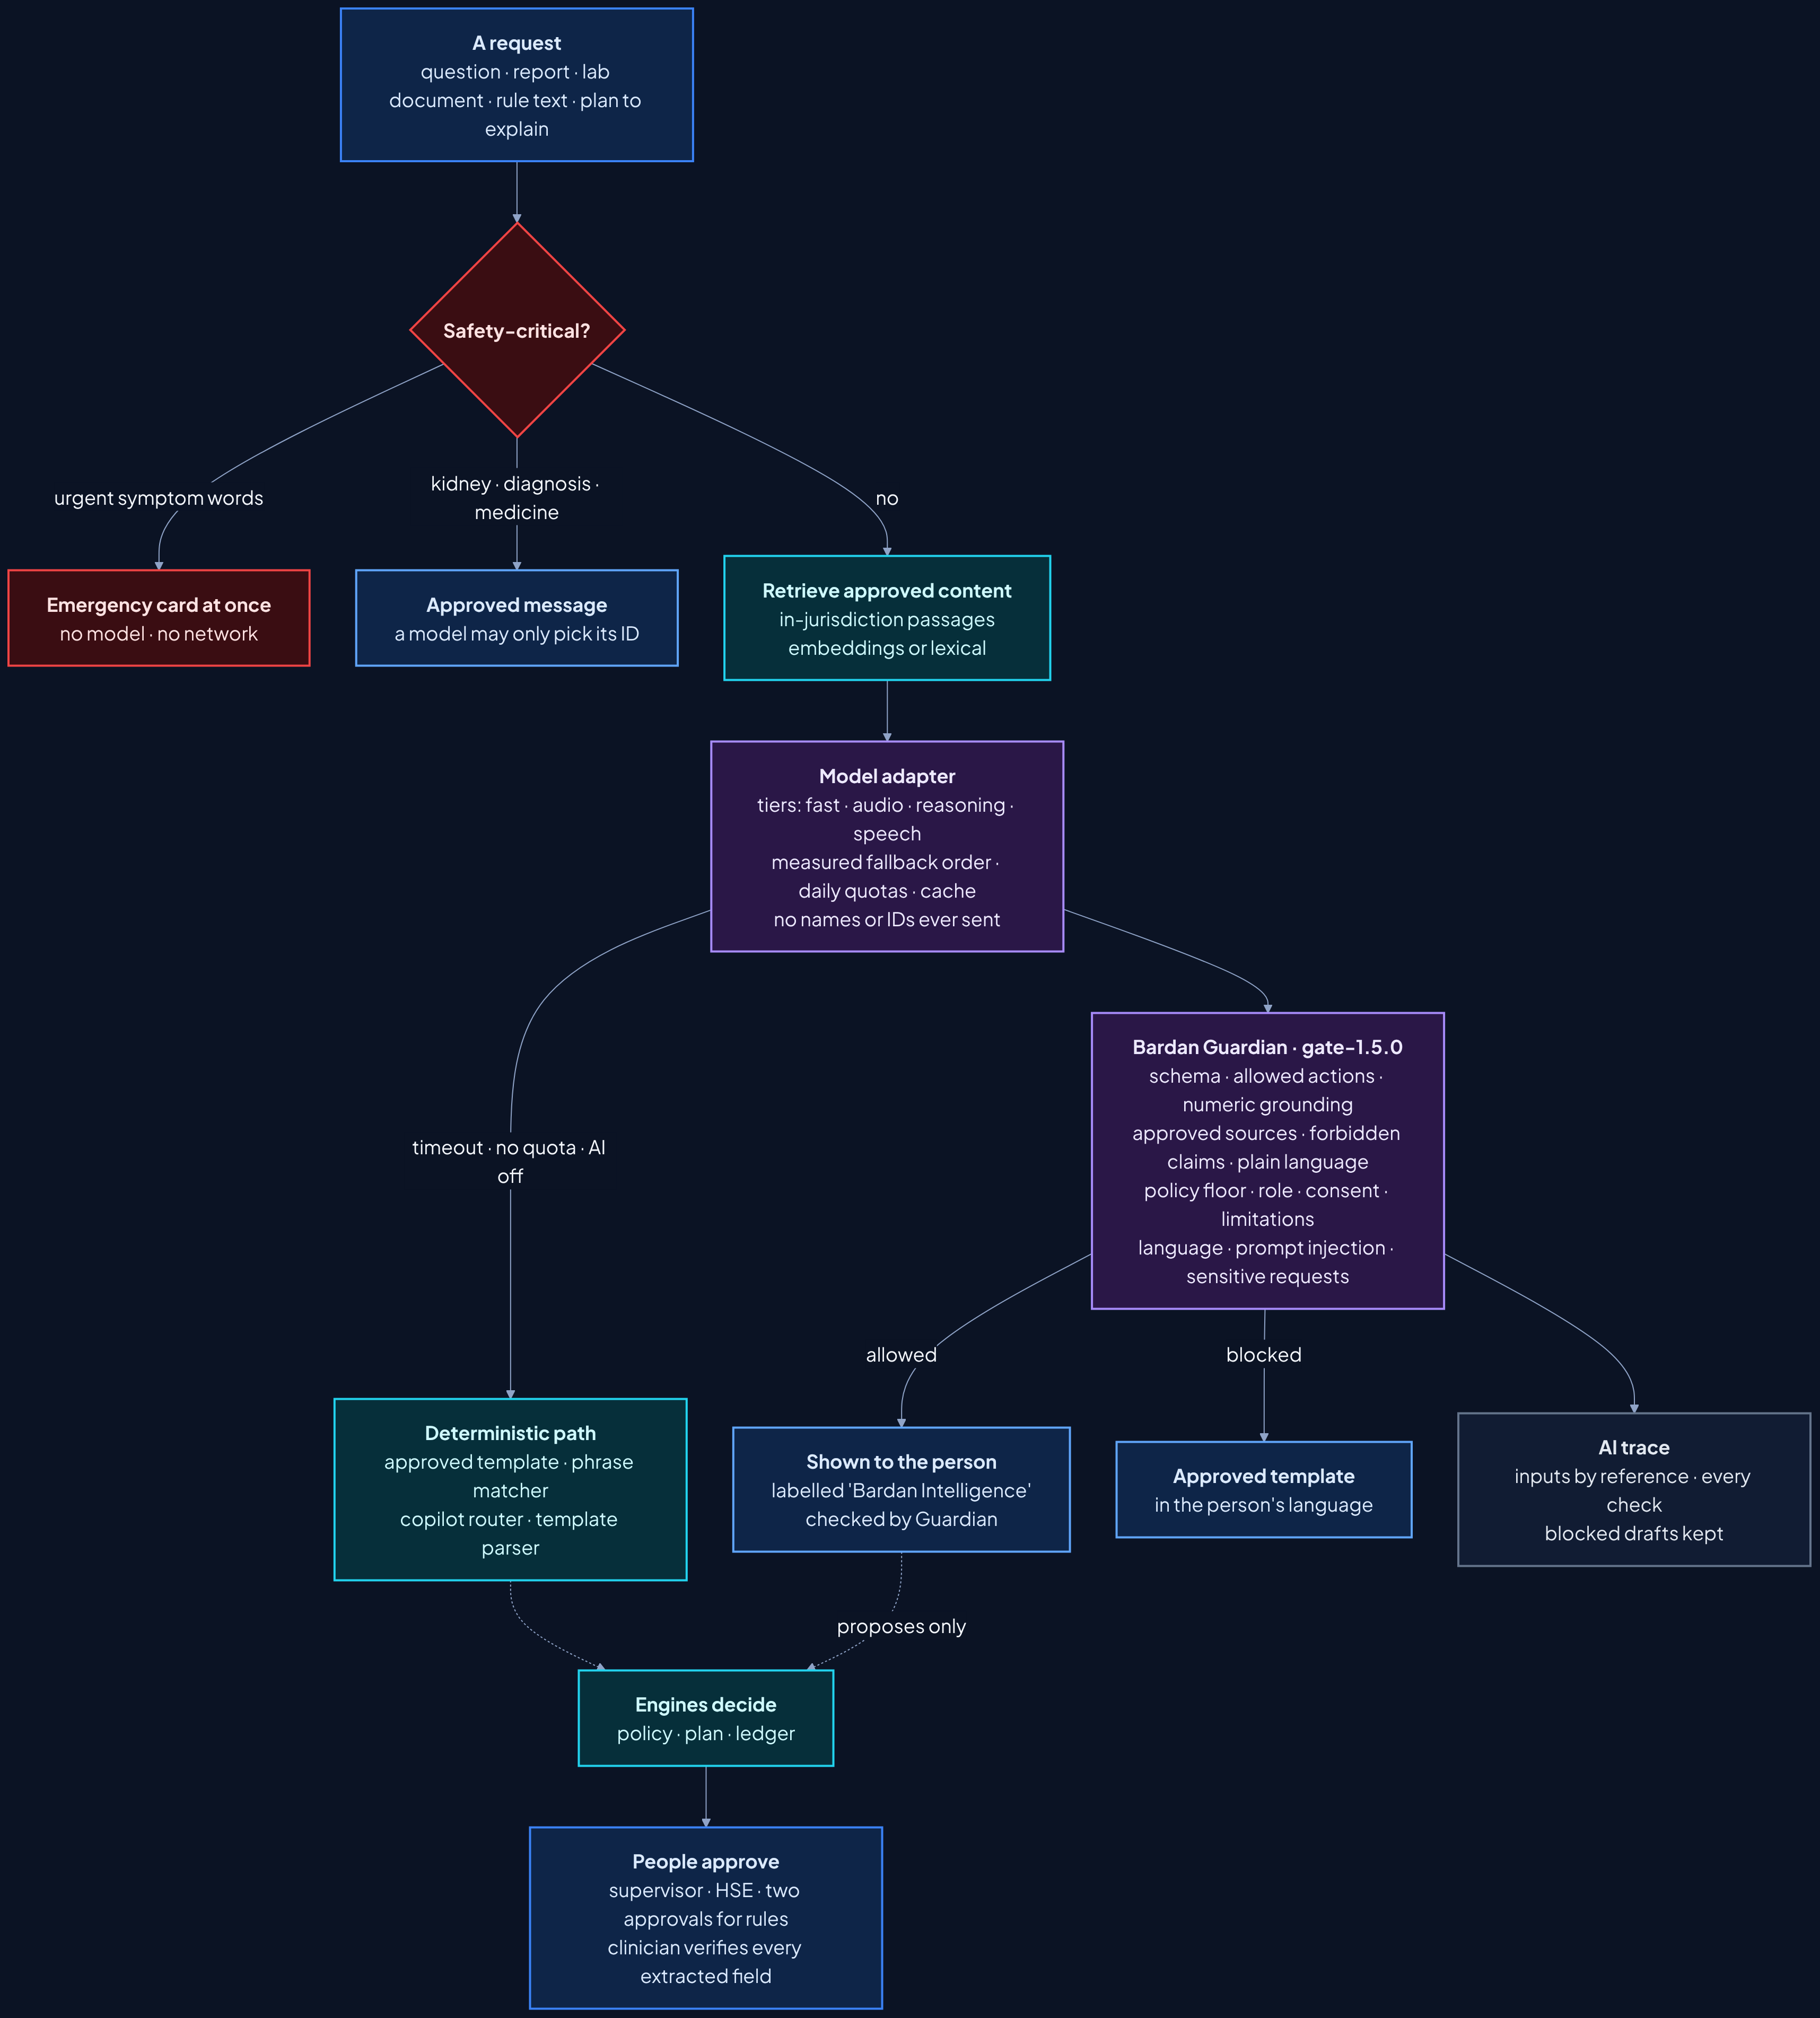 A request
question · report · lab
document · rule text · plan to
explain
Safety-critical?
urgent symptom words
kidney · diagnosis ·
medicine
no
Emergency card at once
no model · no network
Approved message
a model may only pick its ID
Retrieve approved content
in-jurisdiction passages
embeddings or lexical
Model adapter
tiers: fast · audio · reasoning ·
speech
measured fallback order ·
daily quotas · cache
no names or IDs ever sent
Bardan Guardian · gate-1.5.0
schema · allowed actions ·
numeric grounding
approved sources · forbidden
claims · plain language
policy floor · role · consent ·
limitations
language · prompt injection ·
sensitive requests
timeout · no quota · AI
off
allowed
blocked
Deterministic path
approved template · phrase
matcher
copilot router · template
parser
Shown to the person
labelled 'Bardan Intelligence'
checked by Guardian
Approved template
in the person's language
AI trace
inputs by reference · every
check
blocked drafts kept
proposes only
Engines decide
policy · plan · ledger
People approve
supervisor · HSE · two
approvals for rules
clinician verifies every
extracted field